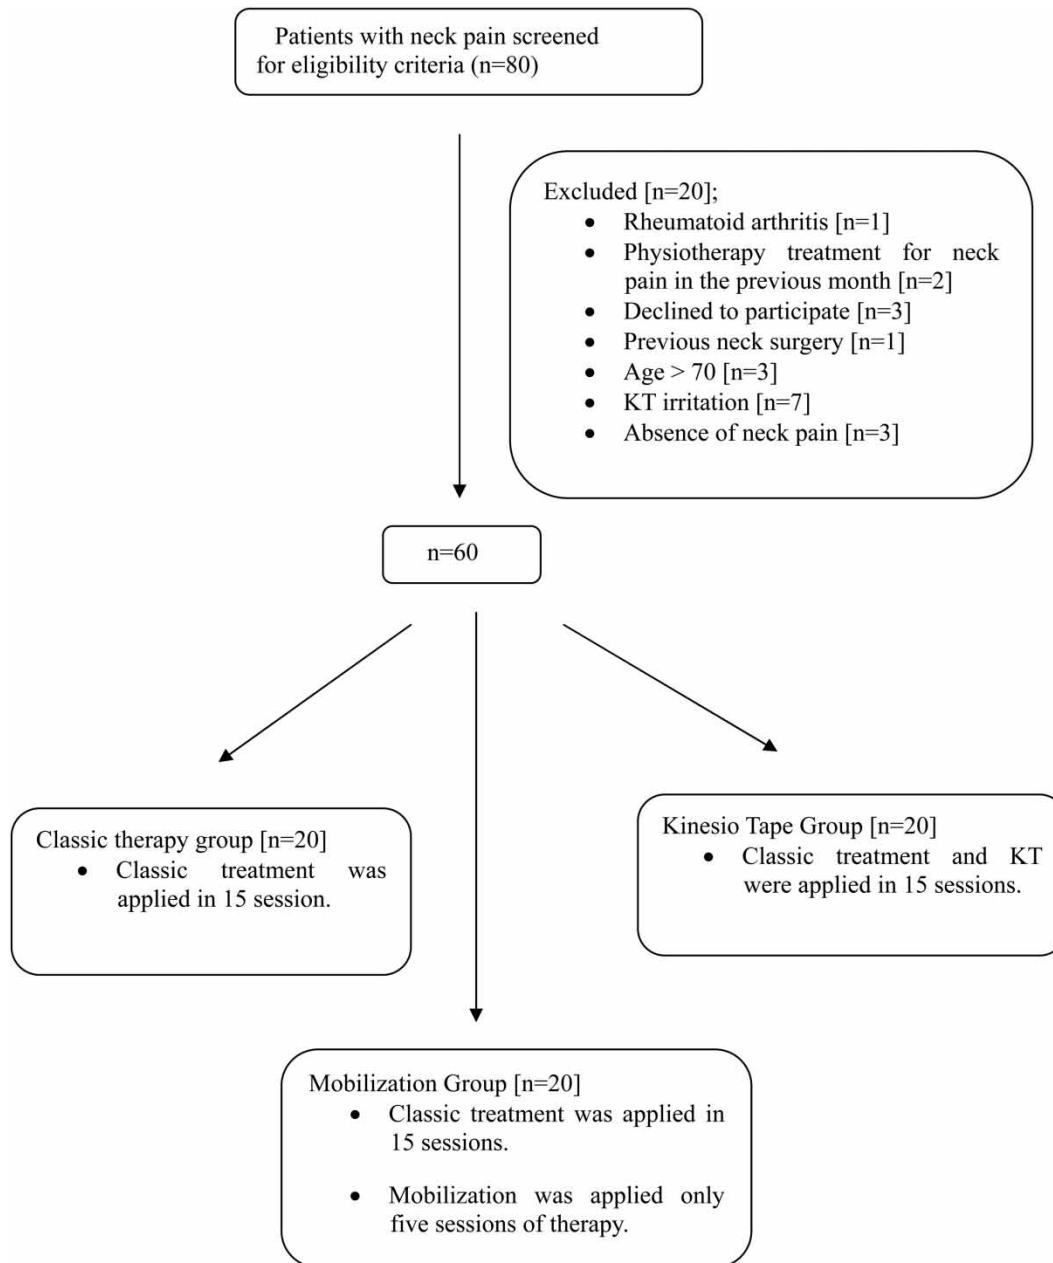 Patients with neck pain screened
for eligibility criteria (n=80)
Excluded [n=20];
• Rheumatoid arthritis [n=1]
• Physiotherapy treatment for neck
pain in the previous month [n=2]
• Declined to participate [n=3]
• Previous neck surgery [n=1]
• Age > 70 [n=3]
• KT irritation [n=7]
• Absence of neck pain [n=3]
n=60
Classic therapy group [n=20]
• Classic treatment was
applied in 15 session.
Kinesio Tape Group [n=20]
• Classic treatment and KT
were applied in 15 sessions.
Mobilization Group [n=20]
• Classic treatment was applied in
15 sessions.
• Mobilization was applied only
five sessions of therapy.